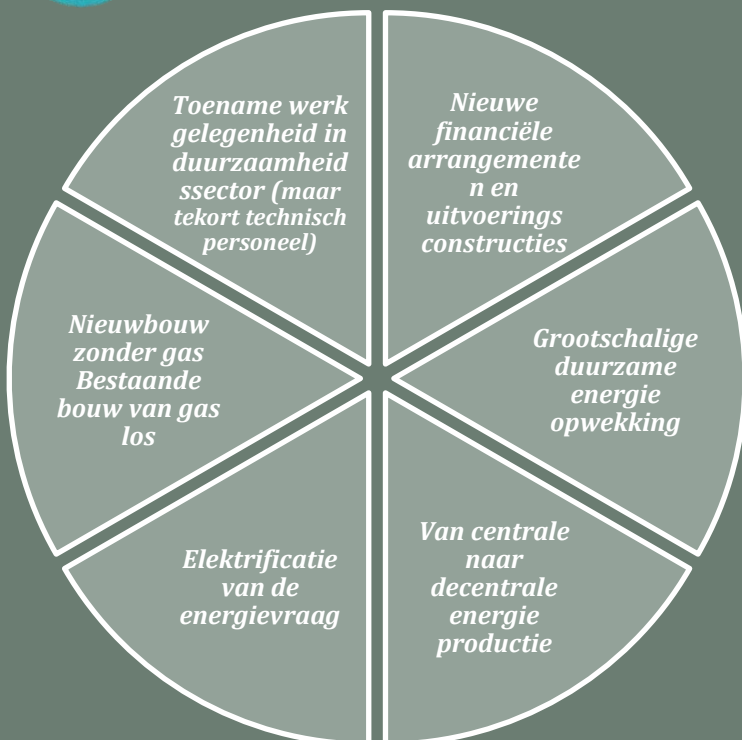 Toename werk
gelegenheid in
duurzaamheid
ssector (maar
tekort technisch
personeel)
Nieuwe
financiële
arrangemente
n en
uitvoerings
constructies
Nieuwbouw
zonder gas
Bestaande
bouw van gas
los
Grootschalige
duurzame
energie
opwekking
Elektrificatie
van de
energievraag
Van centrale
naar
decentrale
energie
productie